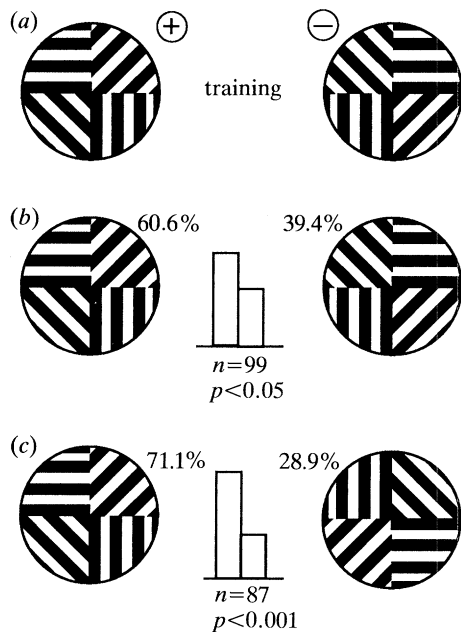 (a) + −
training
(b) 60.6% 39.4%
n=99
p<0.05
(c) 71.1% 28.9%
n=87
p<0.001